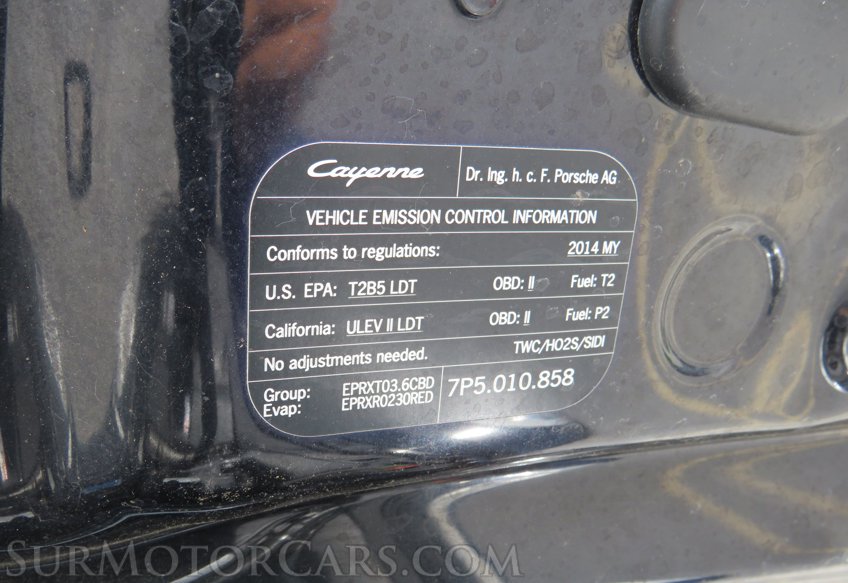 Cayenne Dr. Ing. h. c. F. Porsche AG
VEHICLE EMISSION CONTROL INFORMATION
Conforms to regulations: 2014 MY
U.S. EPA: T2B5 LDT OBD: II Fuel: T2
California: ULEV II LDT OBD: II Fuel: P2
No adjustments needed. TWC/HO2S/SIDI
Group: EPRXT03.6CBD 7P5.010.858
Evap: EPRXR0230RED
SURMOTORCARS.COM